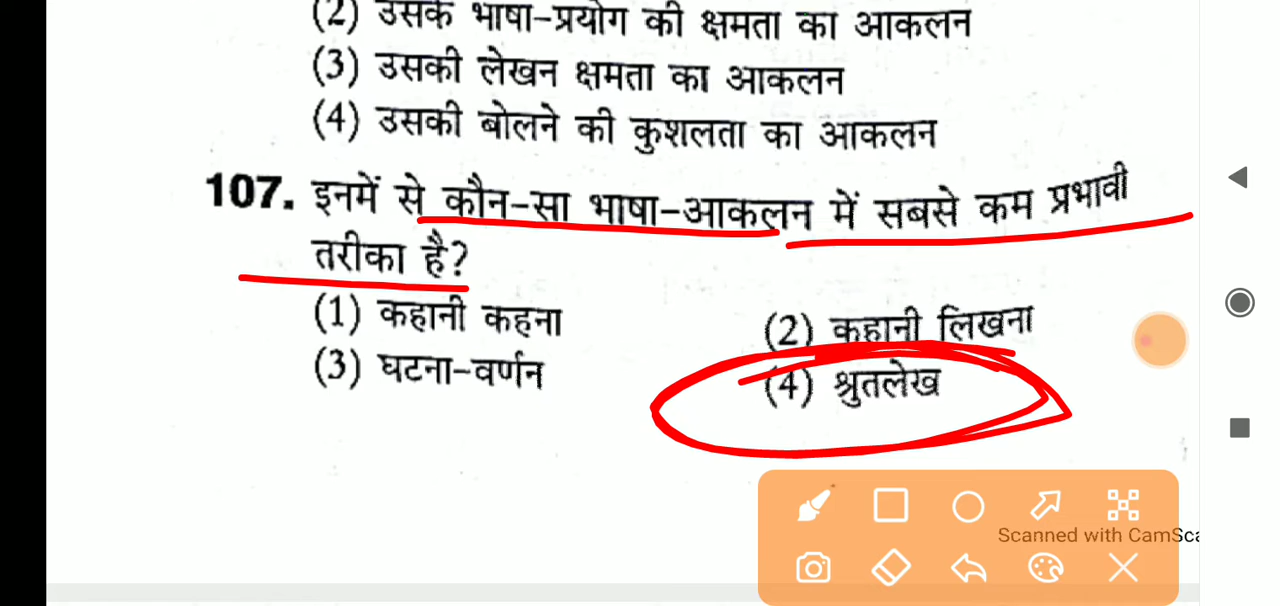 (2) उसके भाषा-प्रयोग की क्षमता का आकलन
(3) उसकी लेखन क्षमता का आकलन
(4) उसकी बोलने की कुशलता का आकलन
107. इनमें से कौन-सा भाषा-आकलन में सबसे कम प्रभावी
तरीका है?
(1) कहानी कहना
(2) कहानी लिखना
(3) घटना-वर्णन
(4) श्रुतलेख
Scanned with CamSca